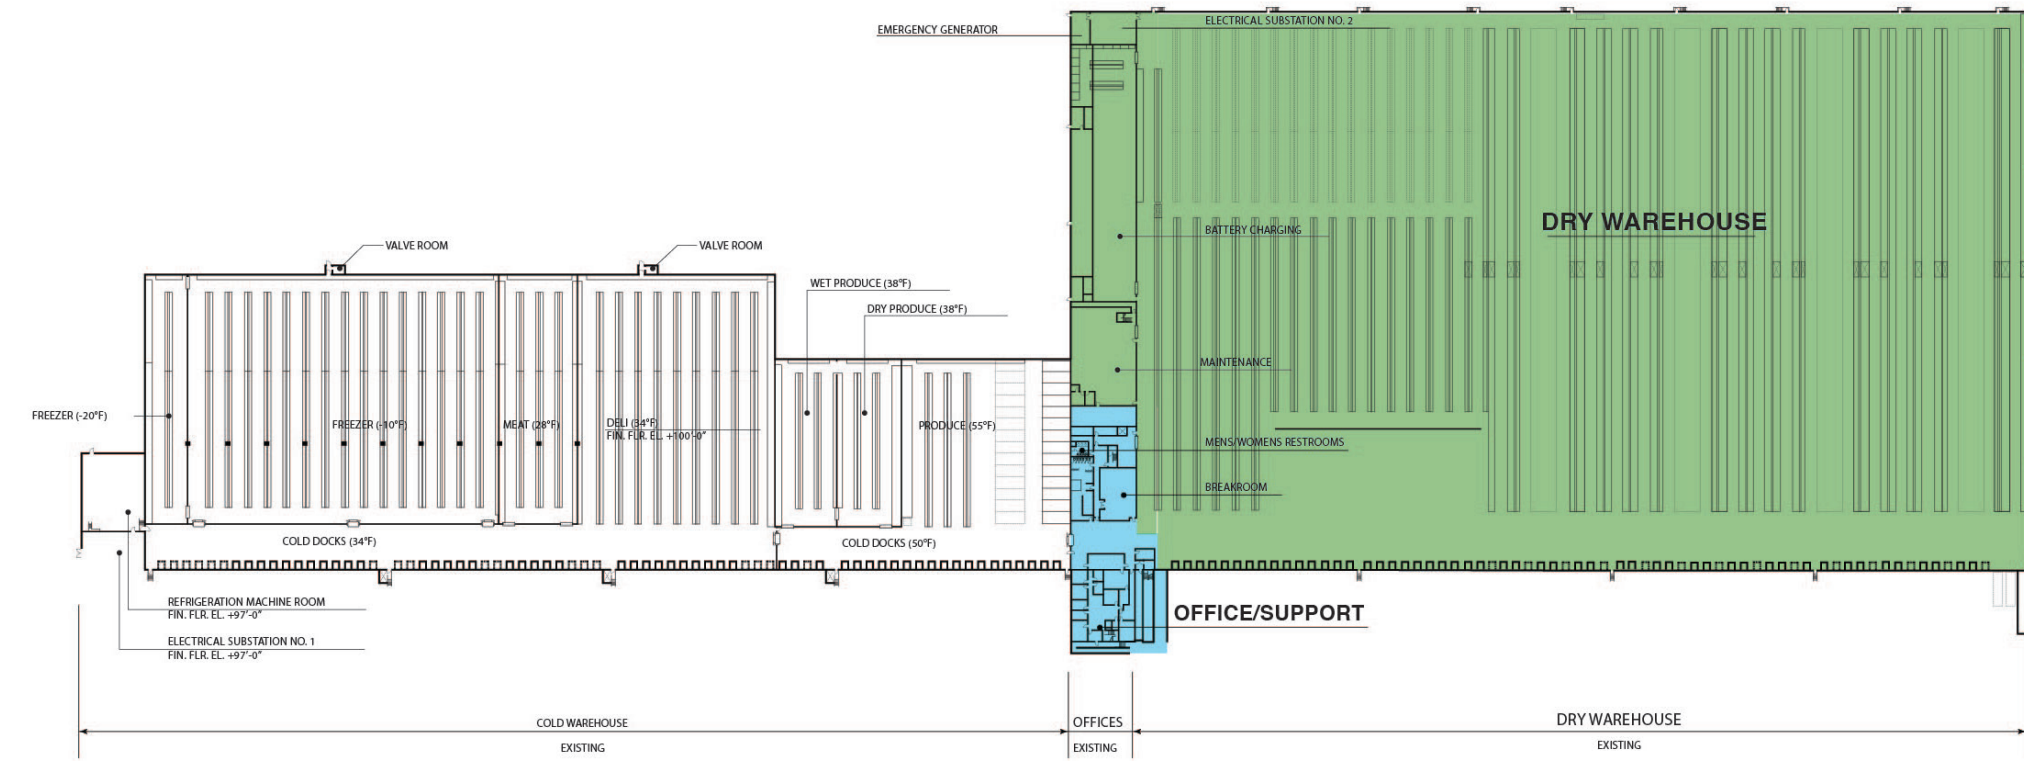 ELECTRICAL SUBSTATION NO. 2
EMERGENCY GENERATOR
DRY WAREHOUSE
BATTERY CHARGING
VALVE ROOM
VALVE ROOM
WET PRODUCE (38°F)
DRY PRODUCE (38°F)
MAINTENANCE
FREEZER (-20°F)
FREEZER (-10°F)
MEAT (28°F)
DELI (34°F)
FIN. FLR. EL. +100'-0"
PRODUCE (55°F)
MENS/WOMENS RESTROOMS
BREAKROOM
COLD DOCKS (34°F)
COLD DOCKS (50°F)
REFRIGERATION MACHINE ROOM
FIN. FLR. EL. +97'-0"
OFFICE/SUPPORT
ELECTRICAL SUBSTATION NO. 1
FIN. FLR. EL. +97'-0"
COLD WAREHOUSE
EXISTING
OFFICES
EXISTING
DRY WAREHOUSE
EXISTING